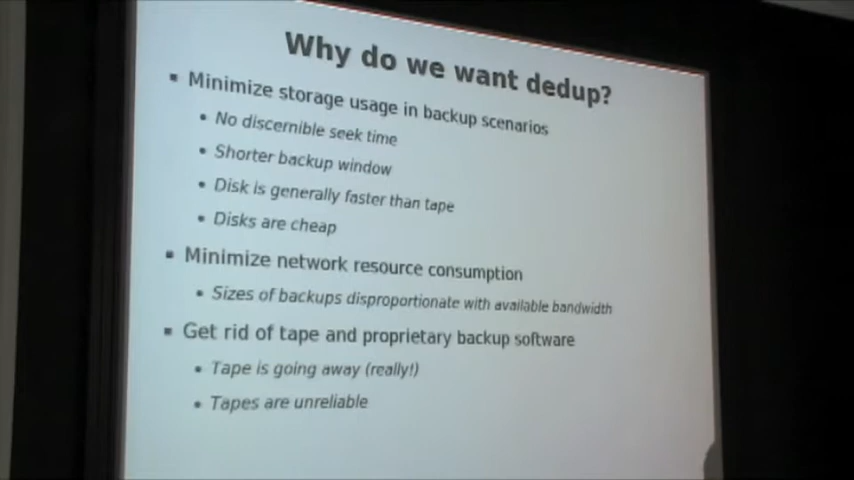 Why do we want dedup?
Minimize storage usage in backup scenarios
No discernible seek time
Shorter backup window
Disk is generally faster than tape
Disks are cheap
Minimize network resource consumption
Sizes of backups disproportionate with available bandwidth
Get rid of tape and proprietary backup software
Tape is going away (really!)
Tapes are unreliable